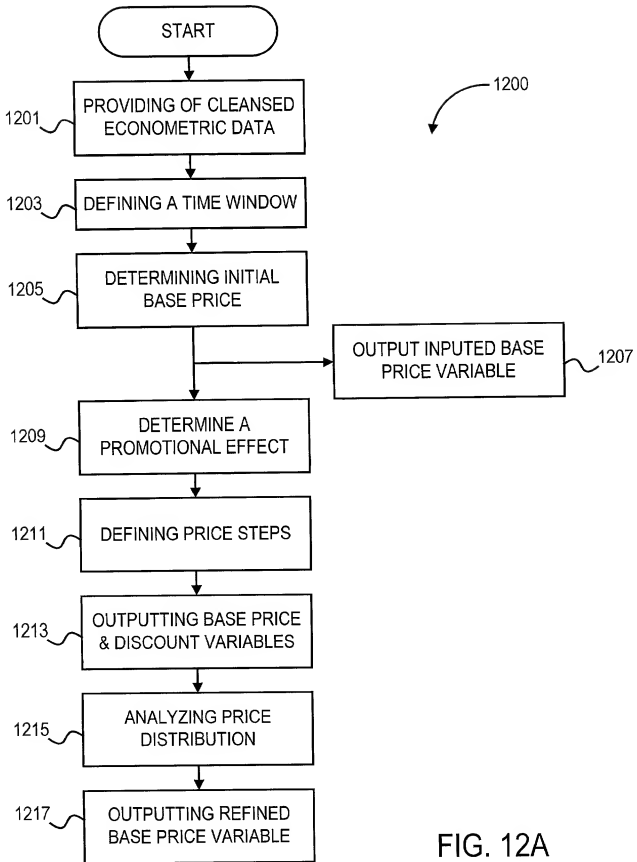 START
1200
1201
PROVIDING OF CLEANSED
ECONOMETRIC DATA
1203
DEFINING A TIME WINDOW
1205
DETERMINING INITIAL
BASE PRICE
OUTPUT INPUTED BASE
PRICE VARIABLE
1207
1209
DETERMINE A
PROMOTIONAL EFFECT
1211
DEFINING PRICE STEPS
1213
OUTPUTTING BASE PRICE
& DISCOUNT VARIABLES
1215
ANALYZING PRICE
DISTRIBUTION
1217
OUTPUTTING REFINED
BASE PRICE VARIABLE
FIG. 12A